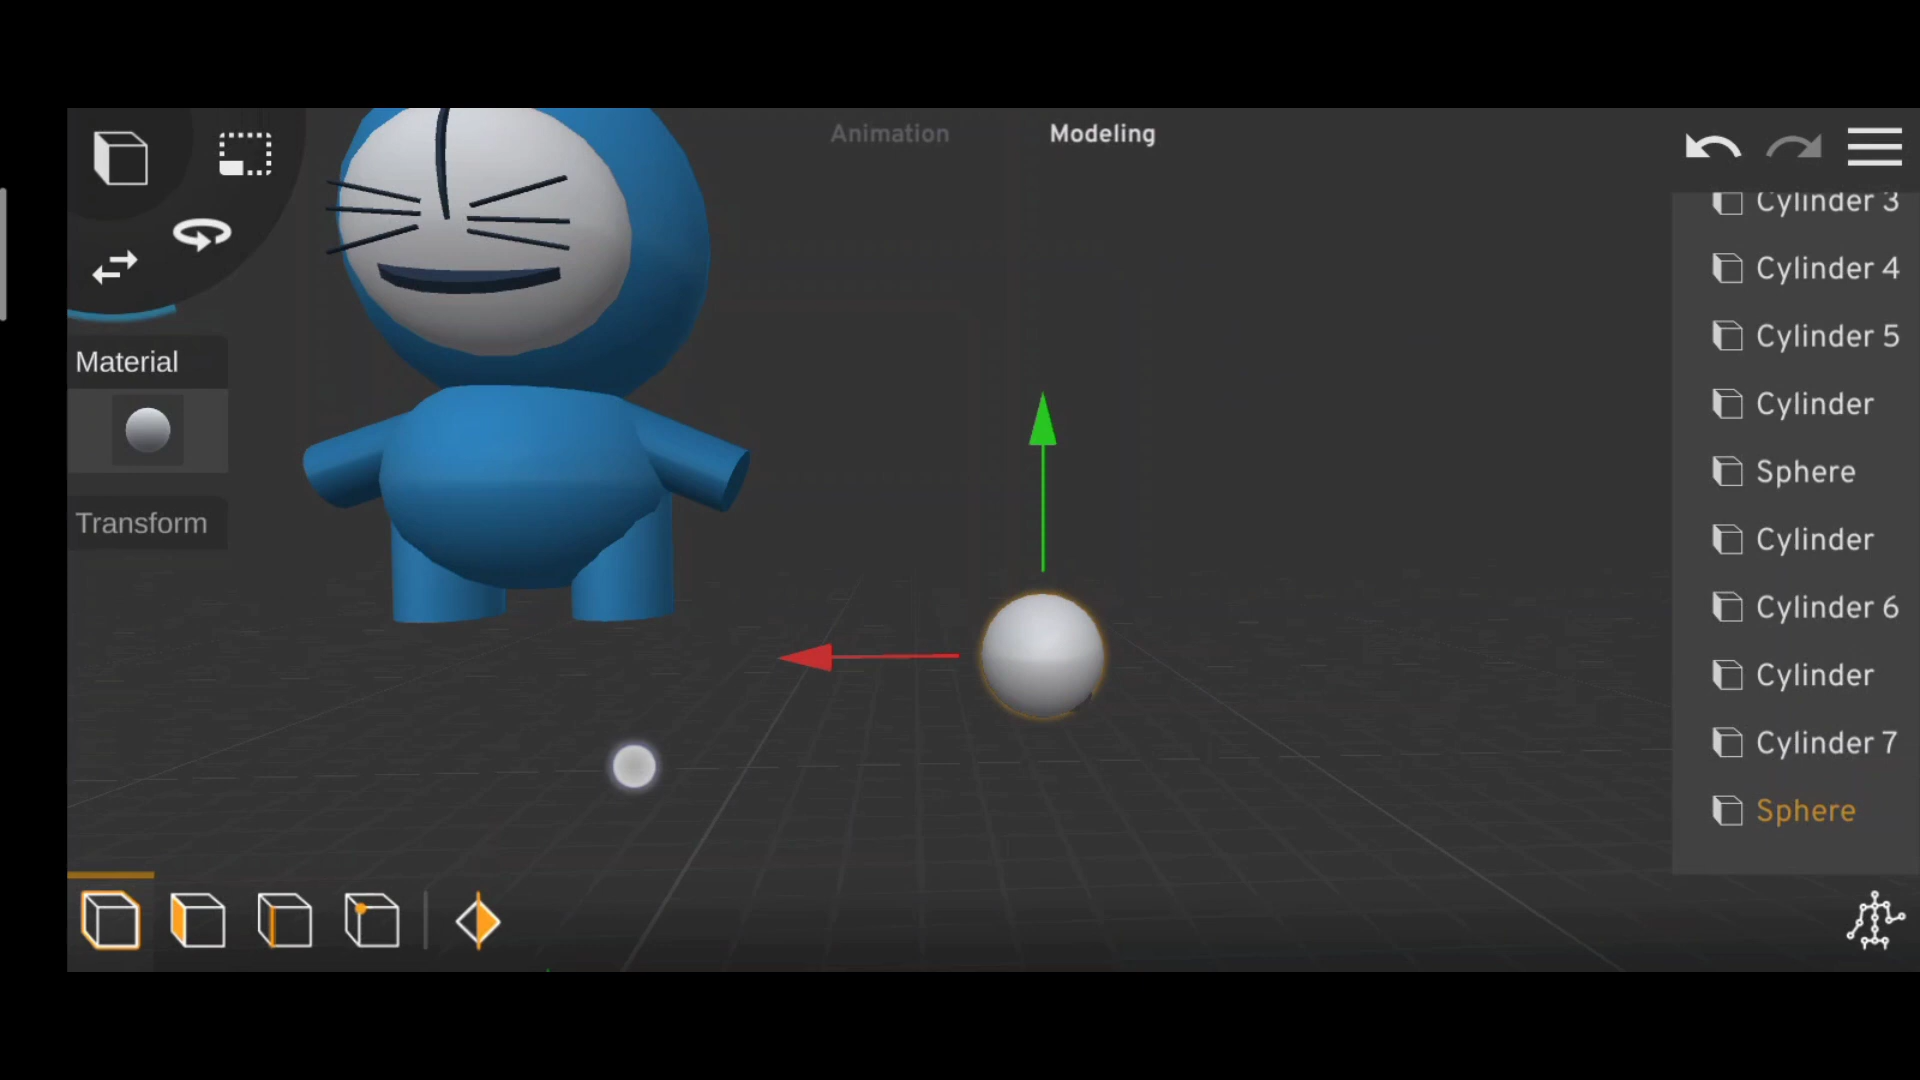 Animation
Modeling
Material
Transform
Cylinder 3
Cylinder 4
Cylinder 5
Cylinder
Sphere
Cylinder
Cylinder 6
Cylinder
Cylinder 7
Sphere